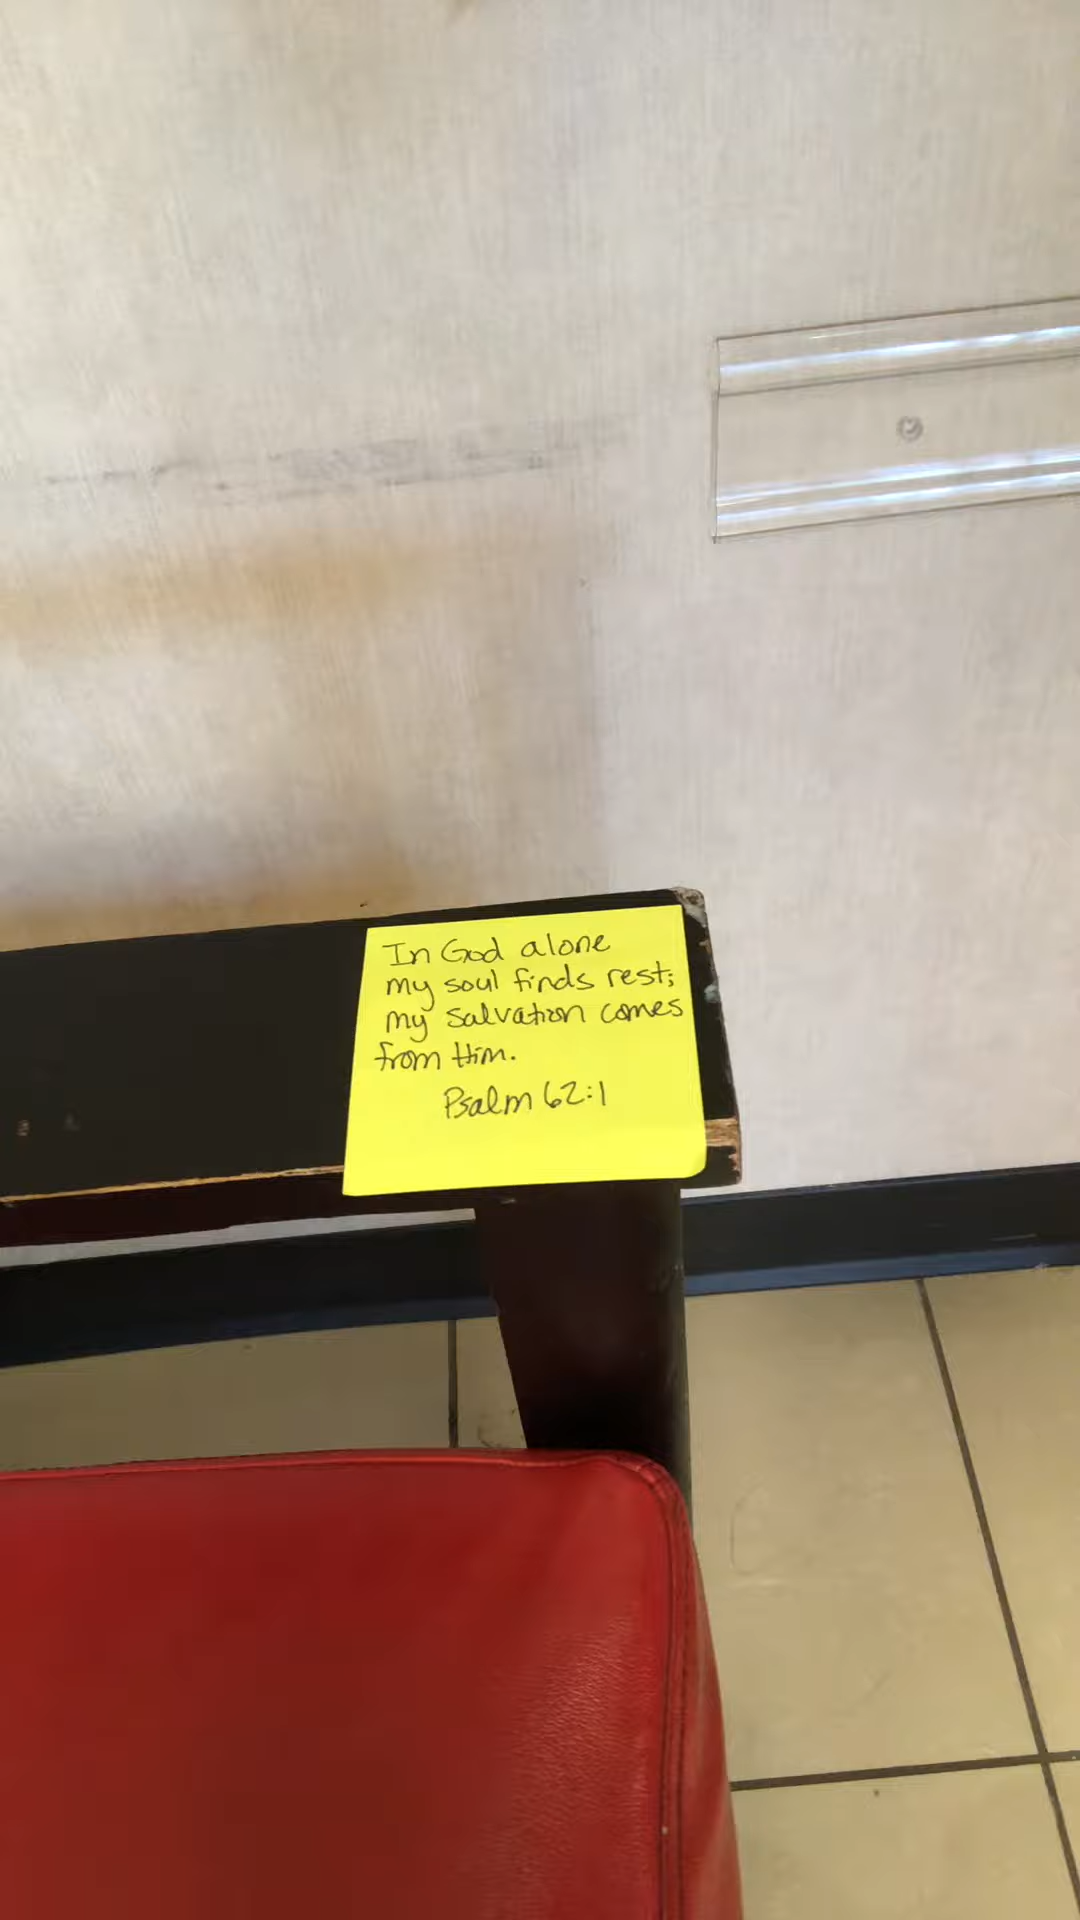 In God alone
my soul finds rest;
my salvation comes
from Him.
Psalm 62:1